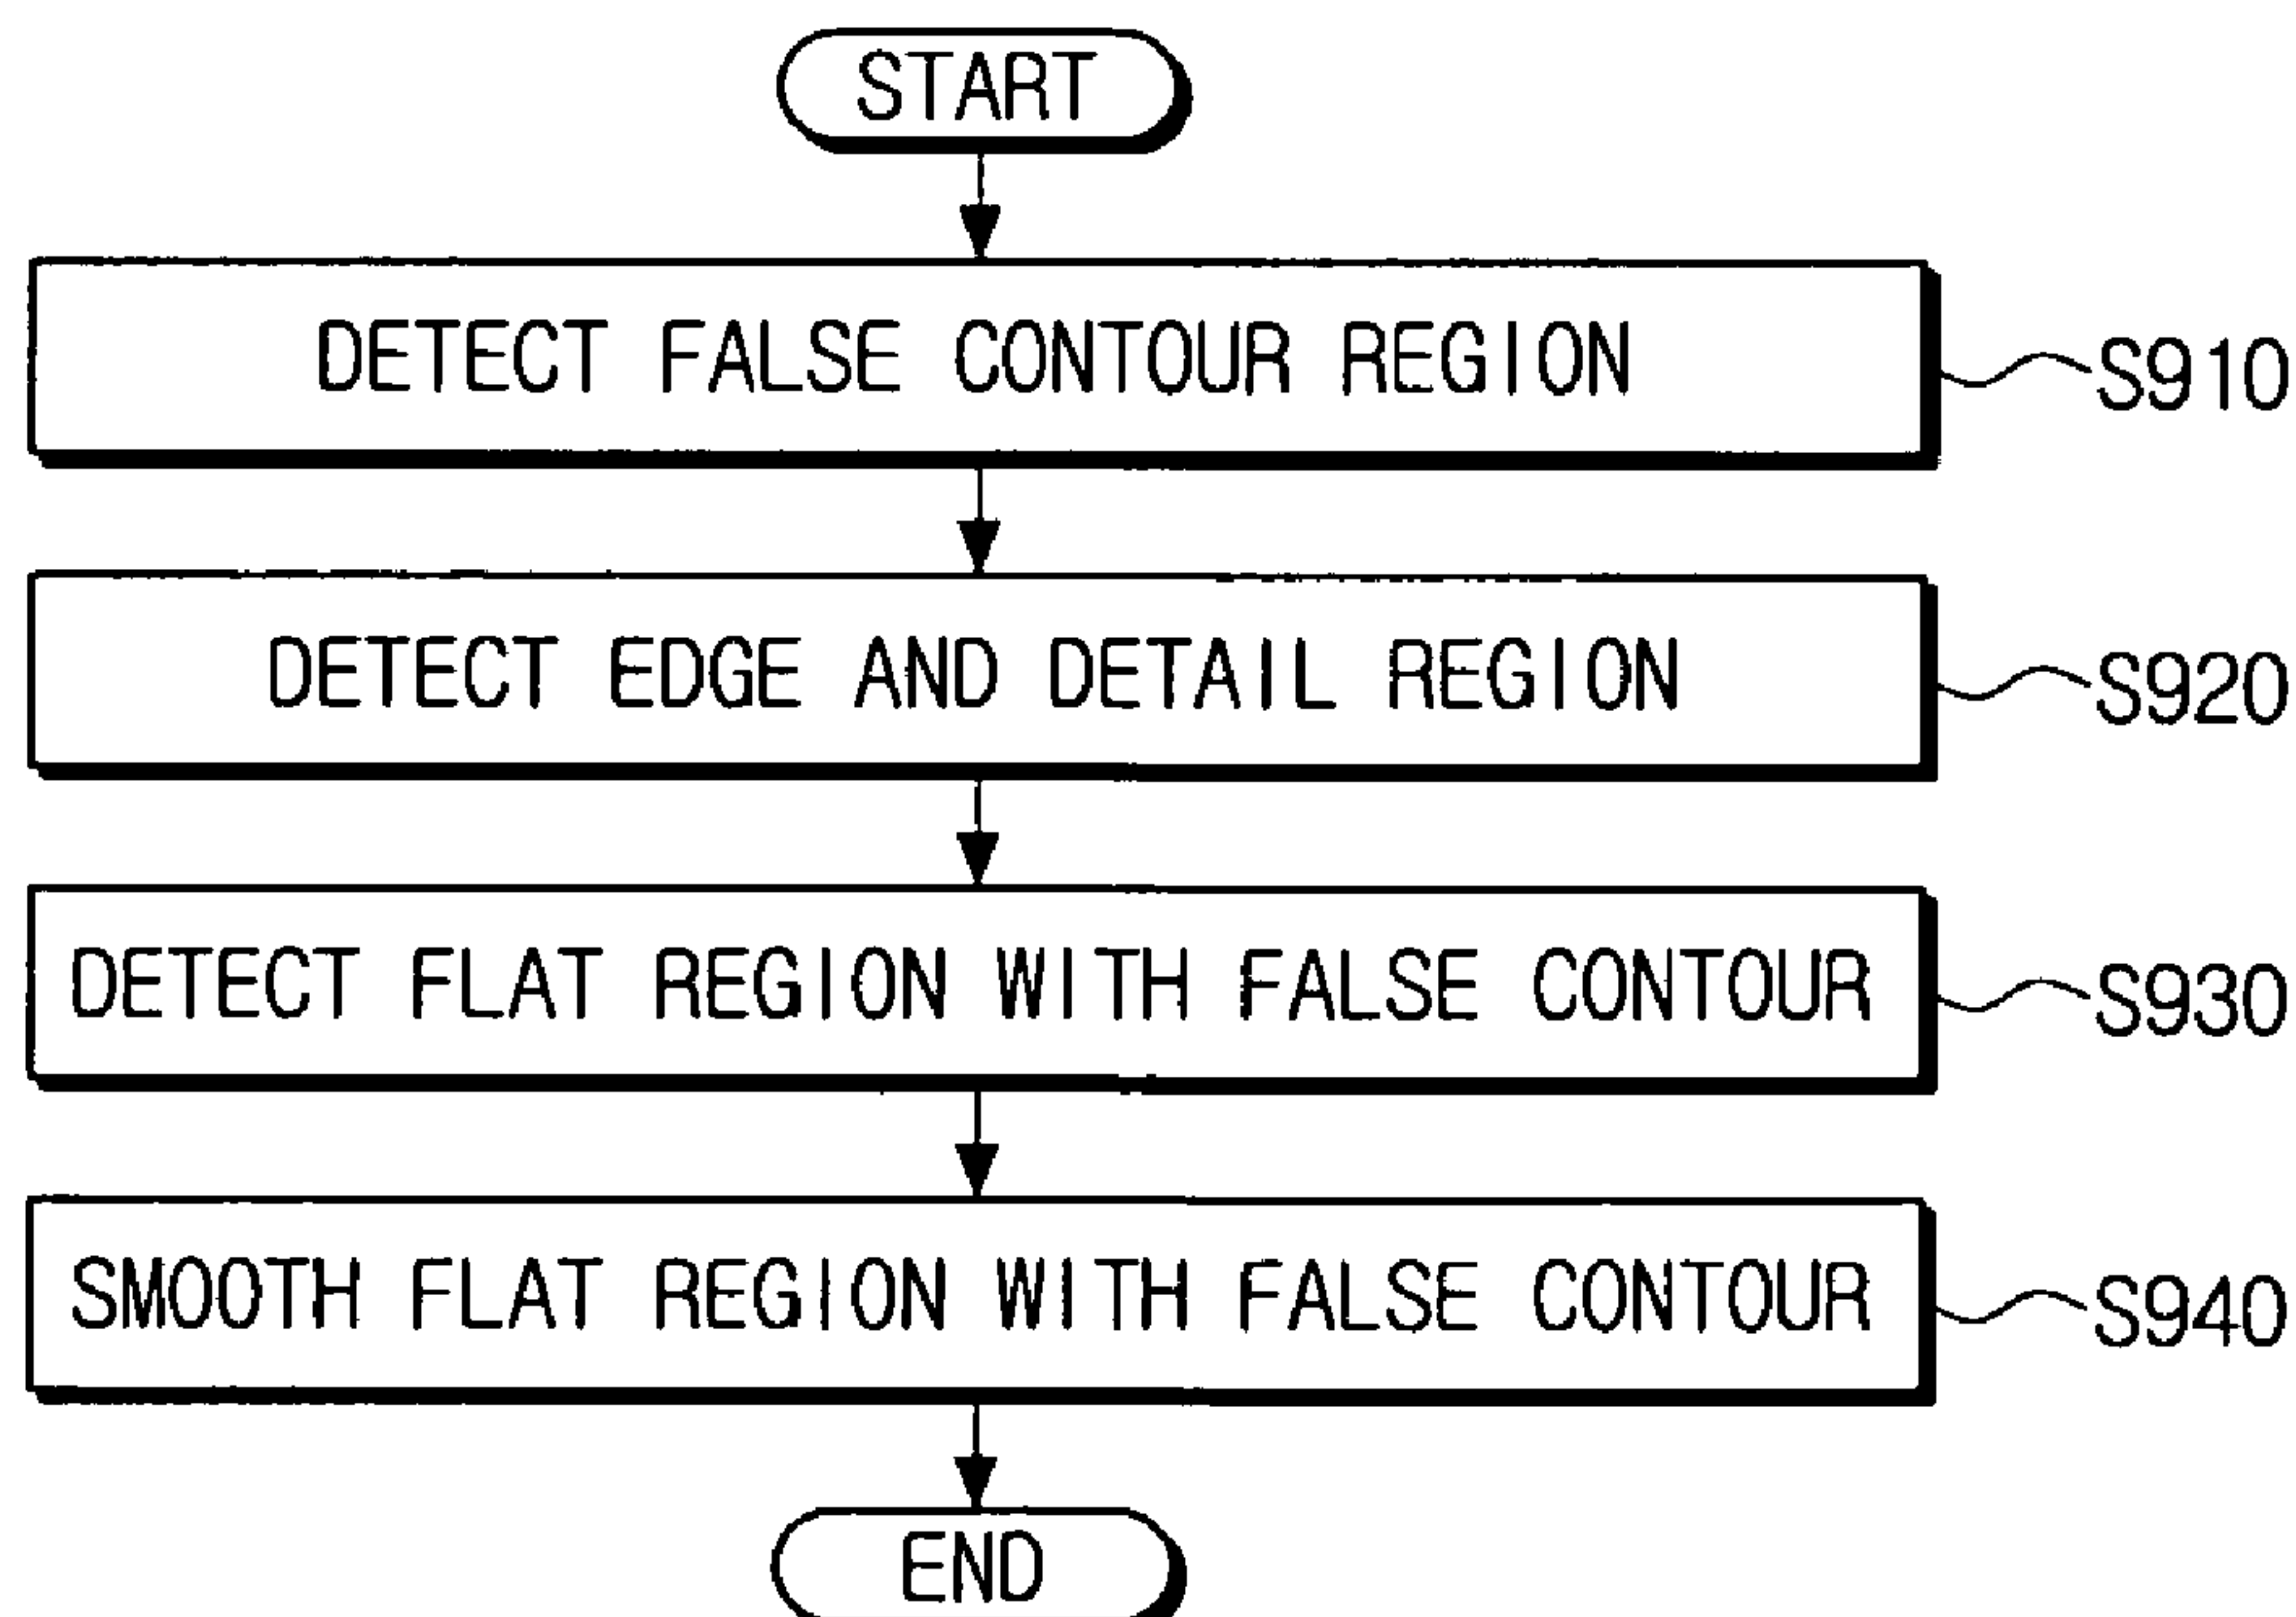 START
DETECT FALSE CONTOUR REGION
S910
DETECT EDGE AND DETAIL REGION
S920
DETECT FLAT REGION WITH FALSE CONTOUR
S930
SMOOTH FLAT REGION WITH FALSE CONTOUR
S940
END